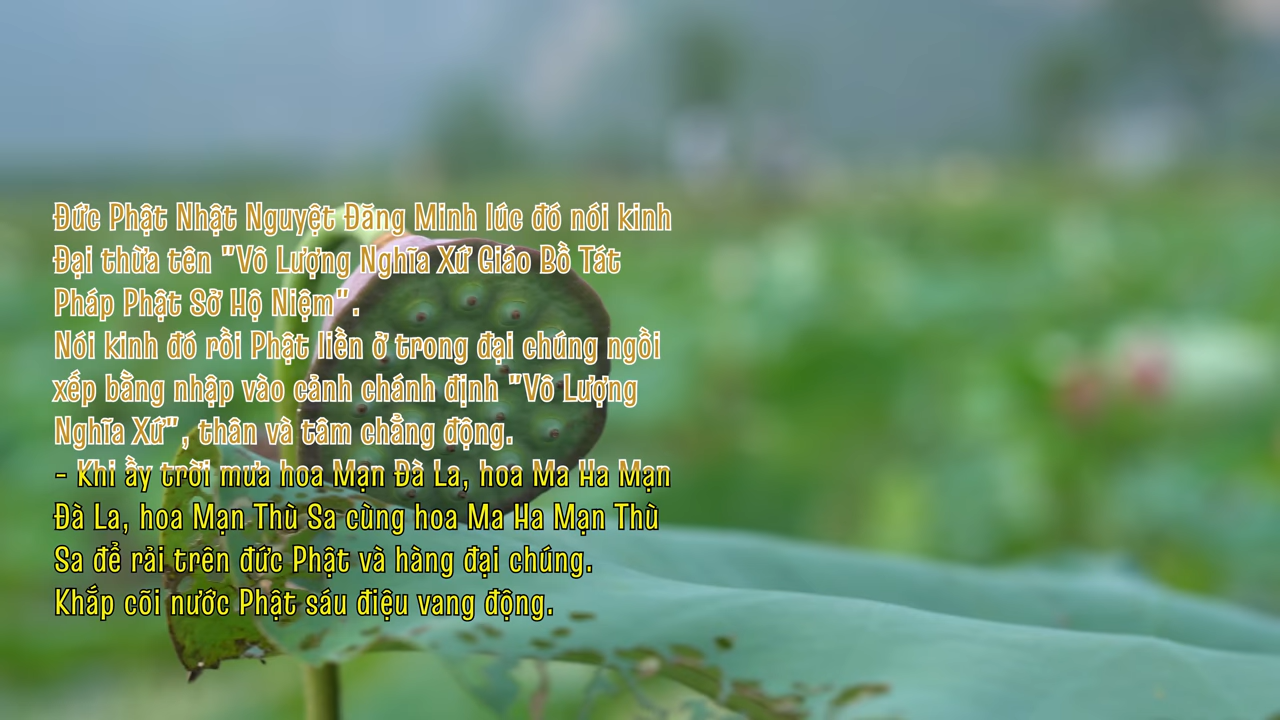 Đức Phật Nhật Nguyệt Đăng Minh lúc đó nói kinh
Đại thừa tên "Vô Lượng Nghĩa Xứ Giáo Bồ Tát
Pháp Phật Sở Hộ Niệm".
Nói kinh đó rồi Phật liền ở trong đại chúng ngồi
xếp bằng nhập vào cảnh chánh định "Vô Lượng
Nghĩa Xứ", thân và tâm chẳng động.
- Khi ầy trời mưa hoa Mạn Đà La, hoa Ma Ha Mạn
Đà La, hoa Mạn Thù Sa cùng hoa Ma Ha Mạn Thù
Sa để rải trên đức Phật và hàng đại chúng.
Khắp cõi nước Phật sáu điệu vang động.